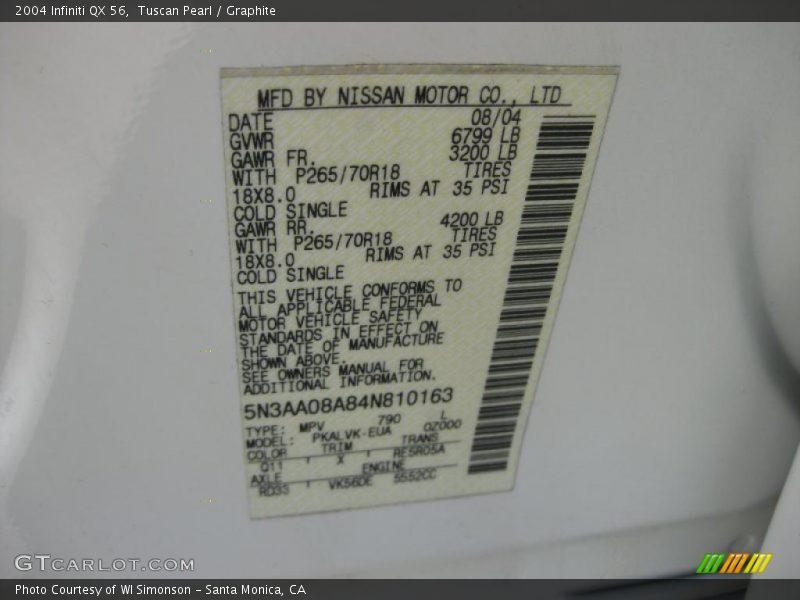 2004 Infiniti QX 56, Tuscan Pearl / Graphite
MFD BY NISSAN MOTOR CO., LTD
DATE 08/04
GVWR 6799 LB
GAWR FR. 3200 LB
WITH P265/70R18 TIRES
18X8.0 RIMS AT 35 PSI
COLD SINGLE
GAWR RR. 4200 LB
WITH P265/70R18 TIRES
18X8.0 RIMS AT 35 PSI
COLD SINGLE
THIS VEHICLE CONFORMS TO
ALL APPLICABLE FEDERAL
MOTOR VEHICLE SAFETY
STANDARDS IN EFFECT ON
THE DATE OF MANUFACTURE
SHOWN ABOVE.
SEE OWNERS MANUAL FOR
ADDITIONAL INFORMATION.
5N3AA08A84N810163
TYPE: MPV 790 L
MODEL: PKALVK-EUA 0Z000
COLOR TRIM TRANS
Q11 X RE5R05A
AXLE ENGINE
RD33 VK56DE 5552CC
GTCARLOT.COM
Photo Courtesy of WI Simonson – Santa Monica, CA